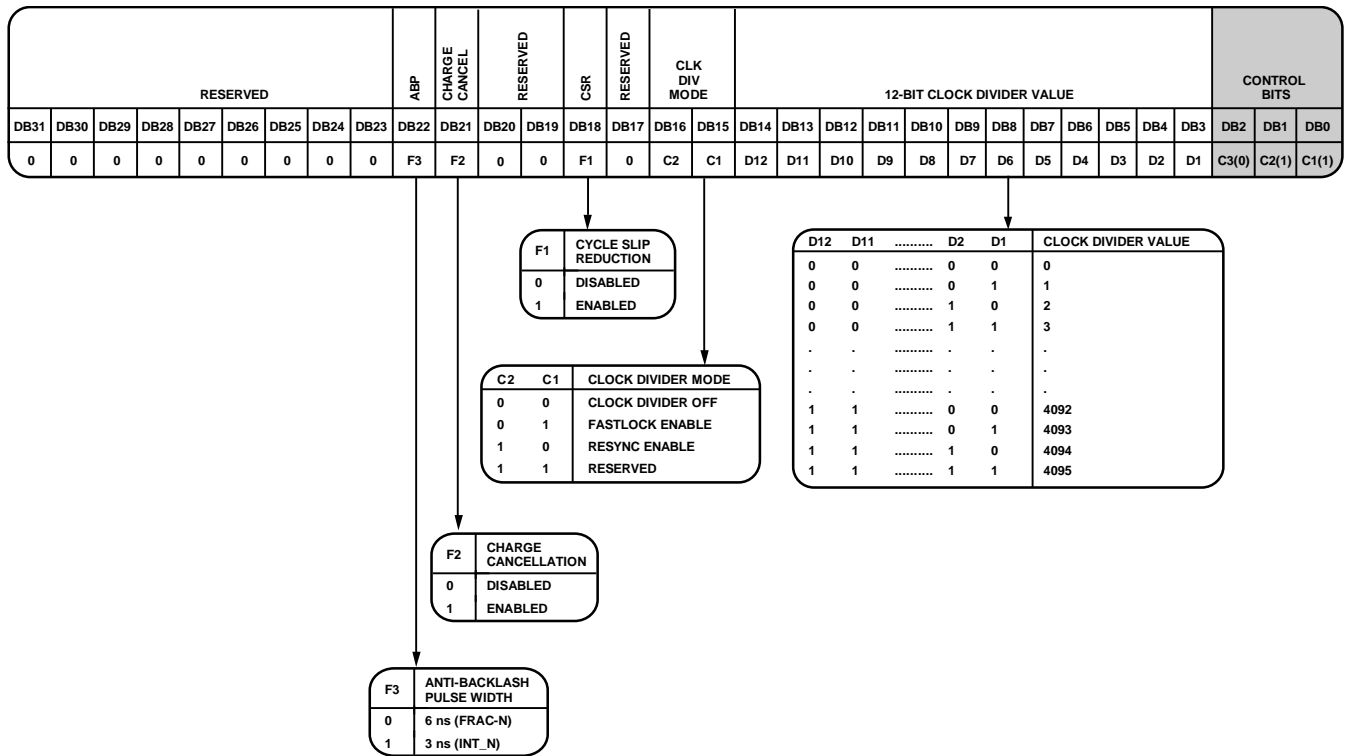 RESERVED
ABP
CHARGE
CANCEL
RESERVED
CSR
RESERVED
CLK
DIV
MODE
12-BIT CLOCK DIVIDER VALUE
CONTROL
BITS
DB31 DB30 DB29 DB28 DB27 DB26 DB25 DB24 DB23 DB22 DB21 DB20 DB19 DB18 DB17 DB16 DB15 DB14 DB13 DB12 DB11 DB10 DB9 DB8 DB7 DB6 DB5 DB4 DB3 DB2 DB1 DB0
0 0 0 0 0 0 0 0 0 F3 F2 0 0 F1 0 C2 C1 D12 D11 D10 D9 D8 D7 D6 D5 D4 D3 D2 D1 C3(0) C2(1) C1(1)
F1 CYCLE SLIP
REDUCTION
0 DISABLED
1 ENABLED
D12 D11 .......... D2 D1 CLOCK DIVIDER VALUE
0 0 .......... 0 0 0
0 0 .......... 0 1 1
0 0 .......... 1 0 2
0 0 .......... 1 1 3
. . .......... . . .
. . .......... . . .
. . .......... . . .
1 1 .......... 0 0 4092
1 1 .......... 0 1 4093
1 1 .......... 1 0 4094
1 1 .......... 1 1 4095
C2 C1 CLOCK DIVIDER MODE
0 0 CLOCK DIVIDER OFF
0 1 FASTLOCK ENABLE
1 0 RESYNC ENABLE
1 1 RESERVED
F2 CHARGE
CANCELLATION
0 DISABLED
1 ENABLED
F3 ANTI-BACKLASH
PULSE WIDTH
0 6 ns (FRAC-N)
1 3 ns (INT_N)